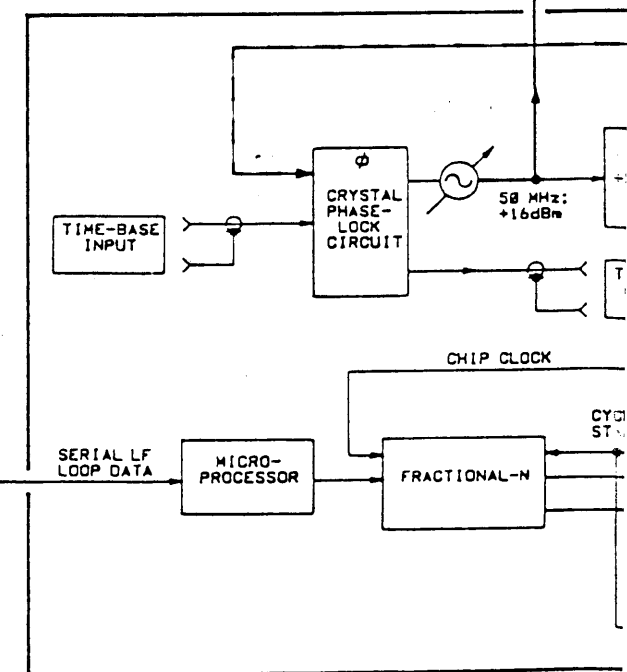 ϕ
CRYSTAL
PHASE-
LOCK
CIRCUIT
50 MHz:
+16dBm
TIME-BASE
INPUT
CHIP CLOCK
SERIAL LF
LOOP DATA
MICRO-
PROCESSOR
FRACTIONAL-N